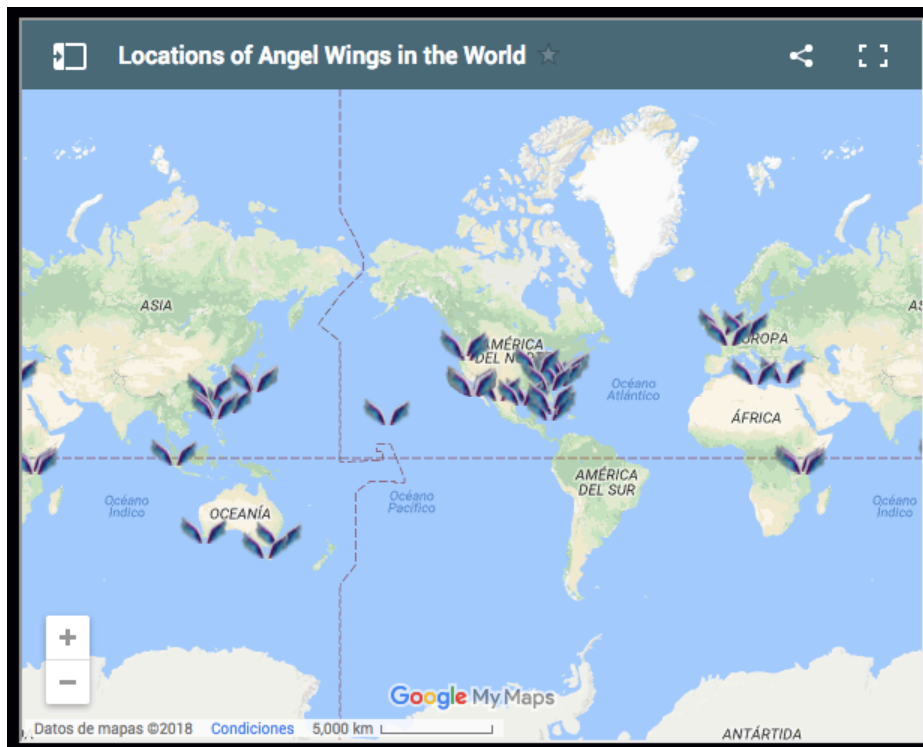 Locations of Angel Wings in the World
ASIA
AMÉRICA
DEL NO
Océano
Atlántico
ÁFRICA
Océano
Índico
OCEANÍA
Océano
Pacífico
AMÉRICA
DEL SUR
Océano
Índico
+
−
Google My Maps
Datos de mapas ©2018 Condiciones 5,000 km
ANTÁRTIDA